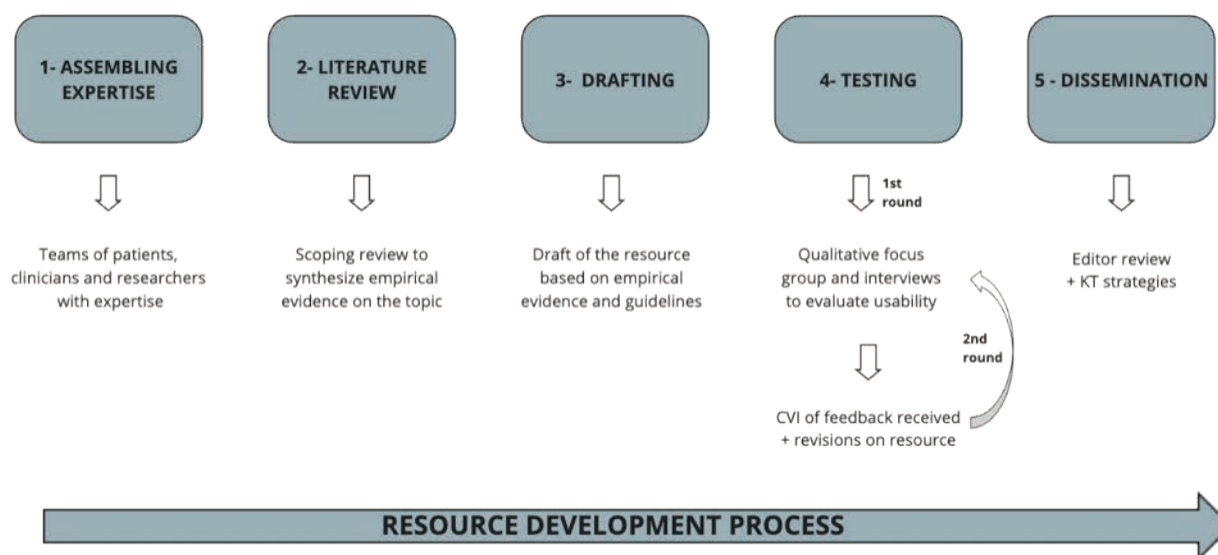 1- ASSEMBLING
EXPERTISE
2- LITERATURE
REVIEW
3- DRAFTING
4- TESTING
5 - DISSEMINATION
1st
round
Teams of patients,
clinicians and researchers
with expertise
Scoping review to
synthesize empirical
evidence on the topic
Draft of the resource
based on empirical
evidence and guidelines
Qualitative focus
group and interviews
to evaluate usability
Editor review
+ KT strategies
2nd
round
CVI of feedback received
+ revisions on resource
RESOURCE DEVELOPMENT PROCESS